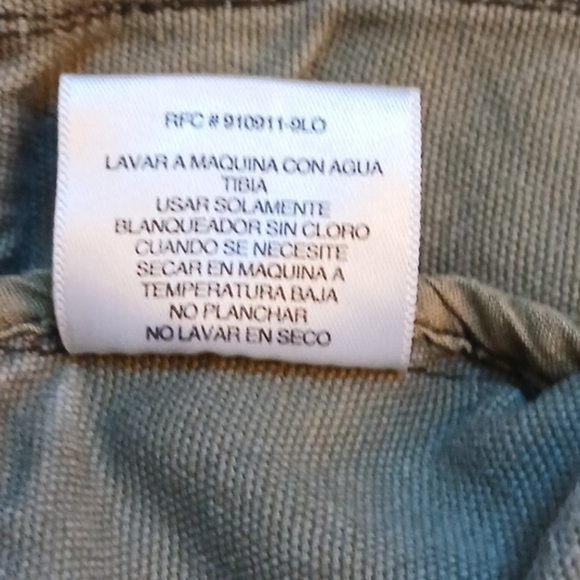 RFC # 910911-9LO
LAVAR A MAQUINA CON AGUA
TIBIA
USAR SOLAMENTE
BLANQUEADOR SIN CLORO
CUANDO SE NECESITE
SECAR EN MAQUINA A
TEMPERATURA BAJA
NO PLANCHAR
NO LAVAR EN SECO